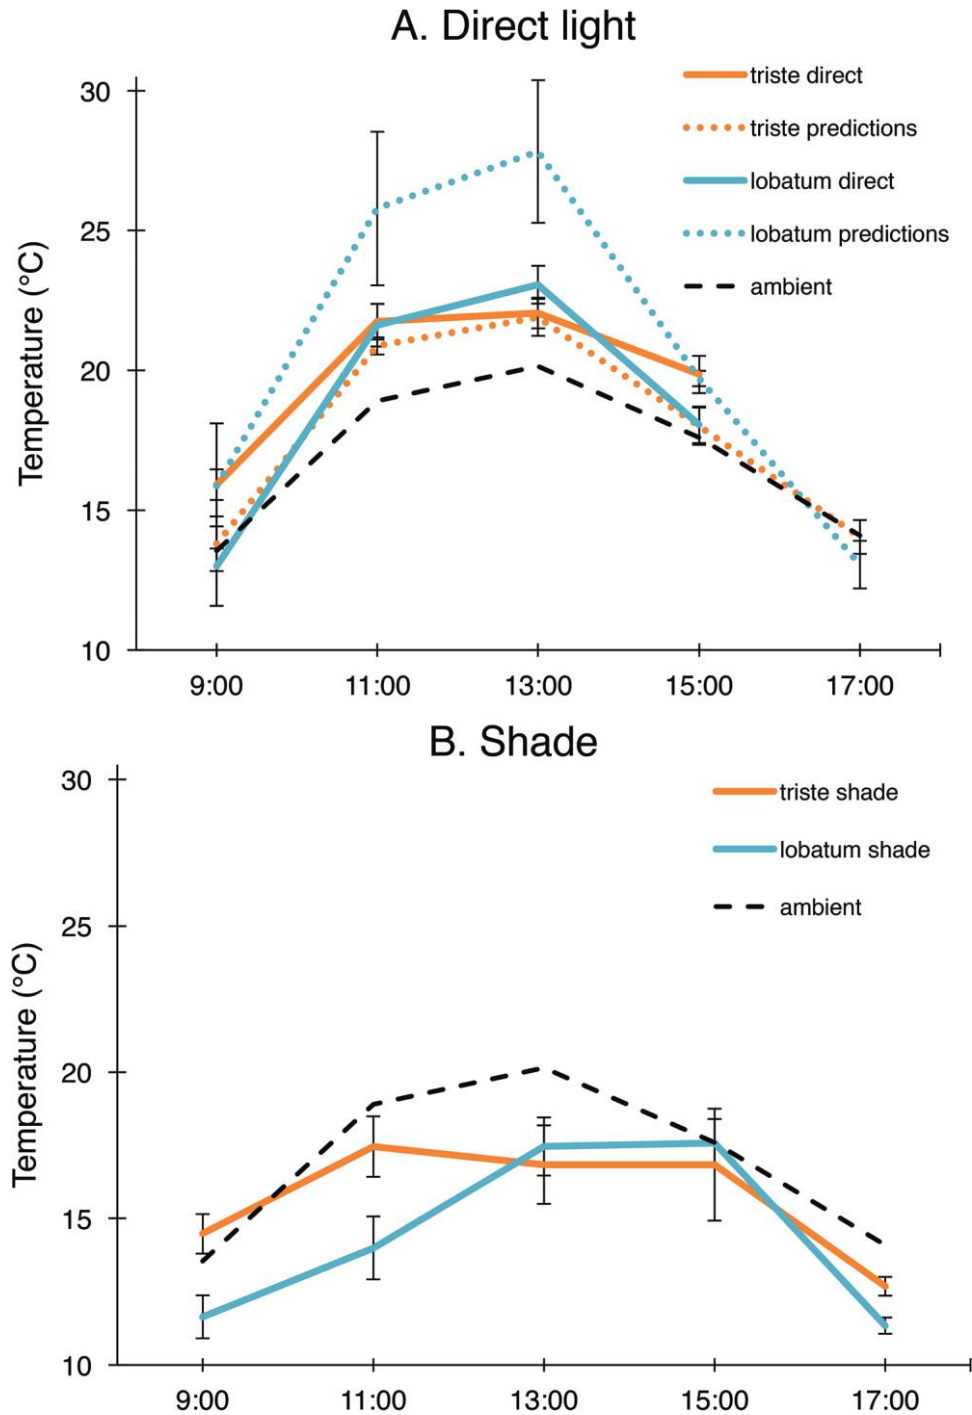 A. Direct light
triste direct
triste predictions
lobatum direct
lobatum predictions
ambient
Temperature (°C)
30
25
20
15
10
9:00 11:00 13:00 15:00 17:00
B. Shade
triste shade
lobatum shade
ambient
Temperature (°C)
30
25
20
15
10
9:00 11:00 13:00 15:00 17:00